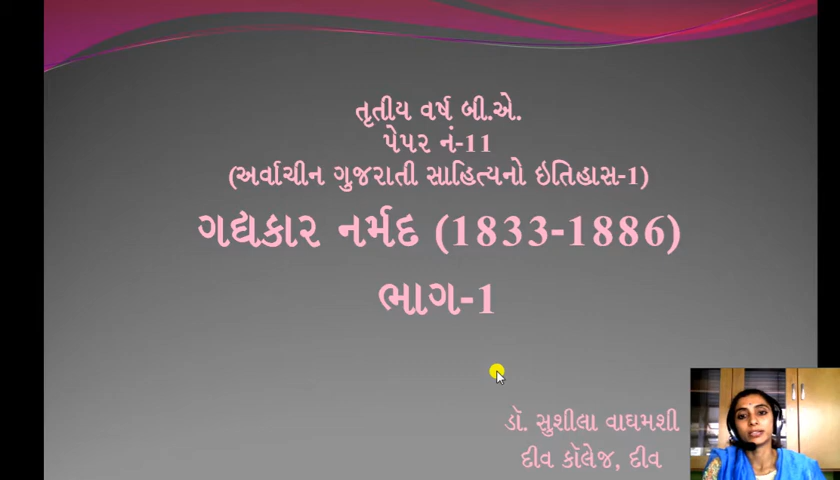 તૃતીય વર્ષ બી.એ.
પેપર નં-11
(અર્વાચીન ગુજરાતી સાહિત્યનો ઇતિહાસ-1)
ગદ્યકાર નર્મદ (1833-1886)
ભાગ-1
ડૉ. સુશીલા વાઘમશી
દીવ કૉલેજ, દીવ